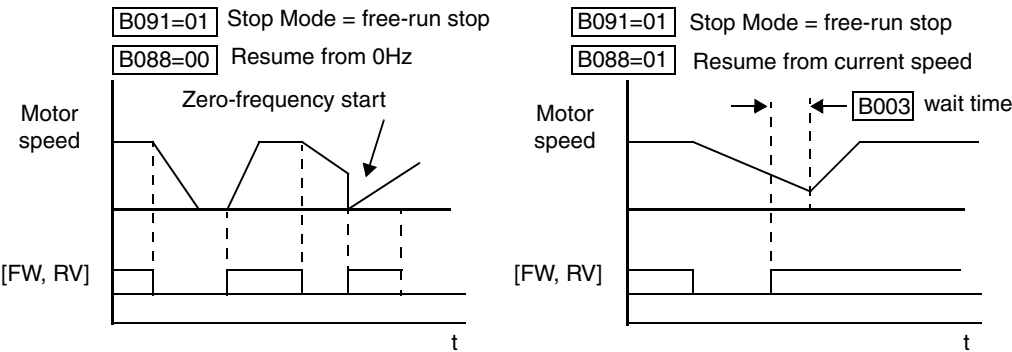 B091=01 Stop Mode = free-run stop
B088=00 Resume from 0Hz
Zero-frequency start
Motor
speed
[FW, RV]
t
B091=01 Stop Mode = free-run stop
B088=01 Resume from current speed
B003 wait time
Motor
speed
[FW, RV]
t